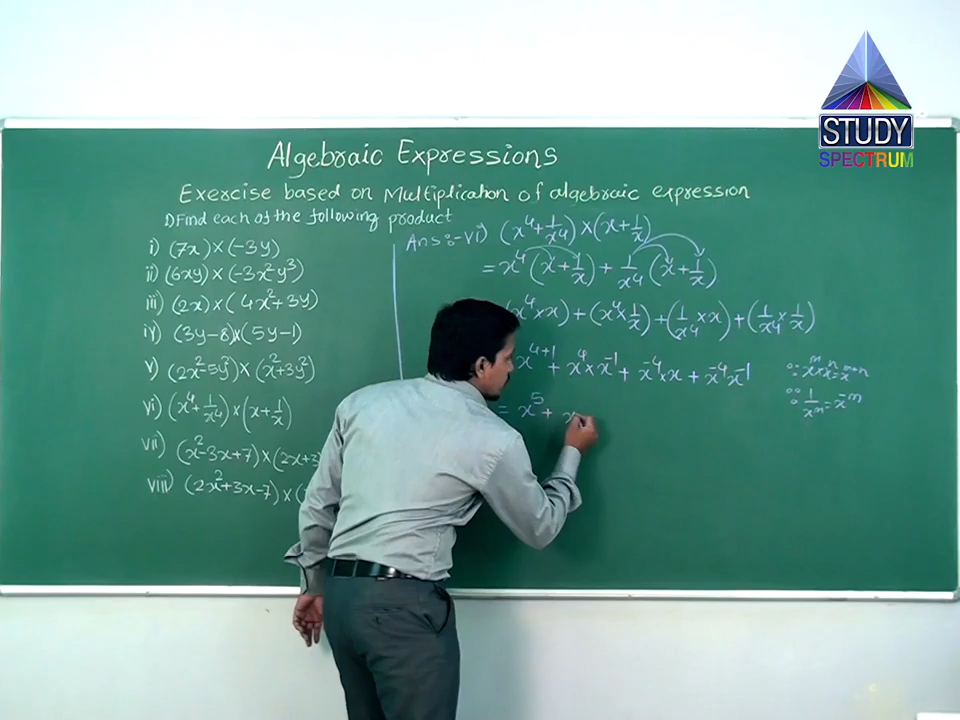 STUDY
SPECTRUM
Algebraic Expressions
Exercise based on Multiplication of algebraic expression
1) Find each of the following product
i) (7x) × (-3y)
ii) (6xy) × (-3x²y³)
iii) (2x) × (4x²+3y)
iv) (3y-8)×(5y-1)
v) (2x²-5y²)×(x²+3y²)
vi) (x⁴+1/x⁴)×(x+1/x)
vii) (x²-3x+7)×(2x+3
viii) (2x²+3x-7)×(
Ans:-vi) (x⁴+1/x⁴)×(x+1/x)
=x⁴(x+1/x)+1/x⁴(x+1/x)
(x⁴×x)+(x⁴×1/x)+(1/x⁴×x)+(1/x⁴×1/x)
x⁴⁺¹+x⁴×x⁻¹+x⁻⁴×x+x⁻⁴x⁻¹
= x⁵+x
∵xᵐ×xⁿ=xᵐ⁺ⁿ
∵1/xᵐ=x⁻ᵐ